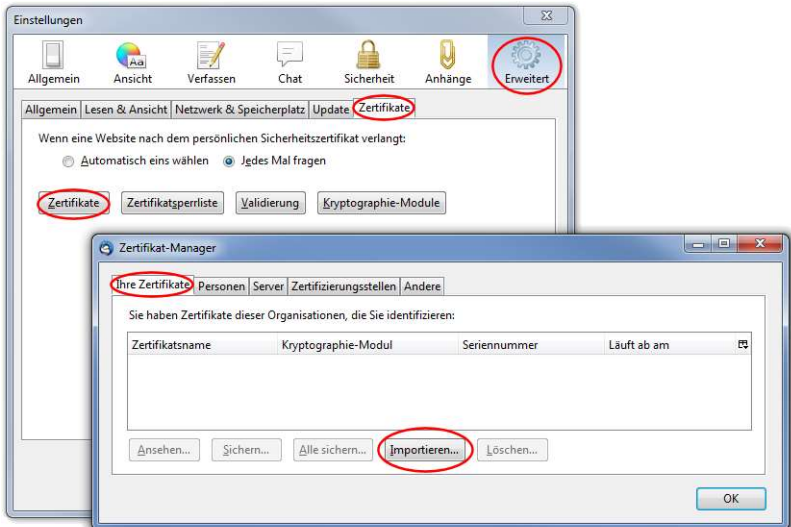 Einstellungen
Allgemein Ansicht Verfassen Chat Sicherheit Anhänge Erweitert
Allgemein Lesen & Ansicht Netzwerk & Speicherplatz Update Zertifikate
Wenn eine Website nach dem persönlichen Sicherheitszertifikat verlangt:
Automatisch eins wählen Jedes Mal fragen
Zertifikate Zertifikatsperrliste Validierung Kryptographie-Module
Zertifikat-Manager
Ihre Zertifikate Personen Server Zertifizierungsstellen Andere
Sie haben Zertifikate dieser Organisationen, die Sie identifizieren:
Zertifikatsname Kryptographie-Modul Seriennummer Läuft ab am
Ansehen... Sichern... Alle sichern... Importieren... Löschen...
OK